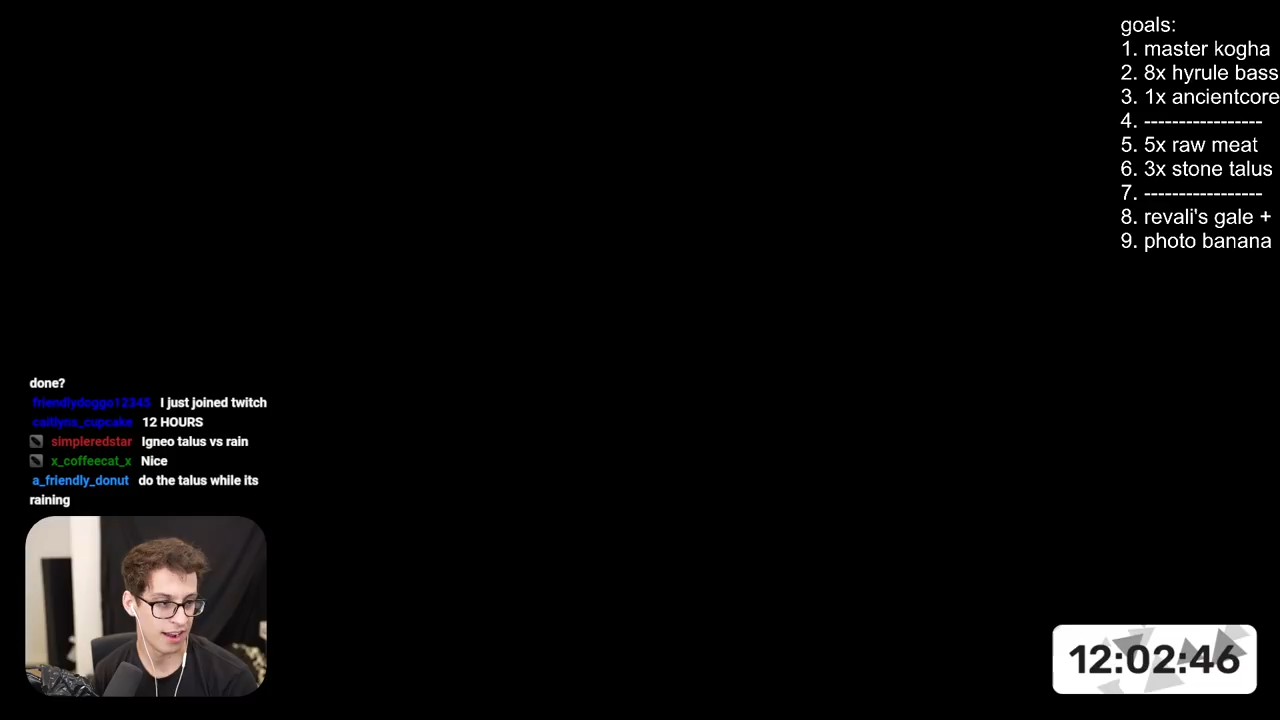 goals:
1. master kogha
2. 8x hyrule bass
3. 1x ancientcore
4. -----------------
5. 5x raw meat
6. 3x stone talus
7. -----------------
8. revali's gale +
9. photo banana
done?
friendlydoggo12345 I just joined twitch
caitlyns_cupcake 12 HOURS
simpleredstar Igneo talus vs rain
x_coffeecat_x Nice
a_friendly_donut do the talus while its
raining
12:02:46